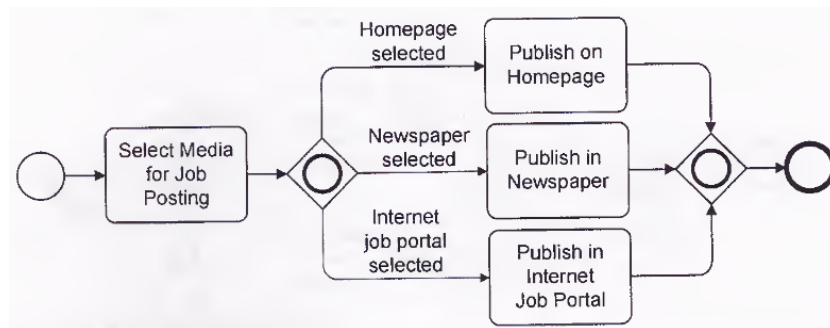 Homepage
selected
Publish on
Homepage
Select Media
for Job
Posting
Newspaper
selected
Publish in
Newspaper
Internet
job portal
selected
Publish in
Internet
Job Portal